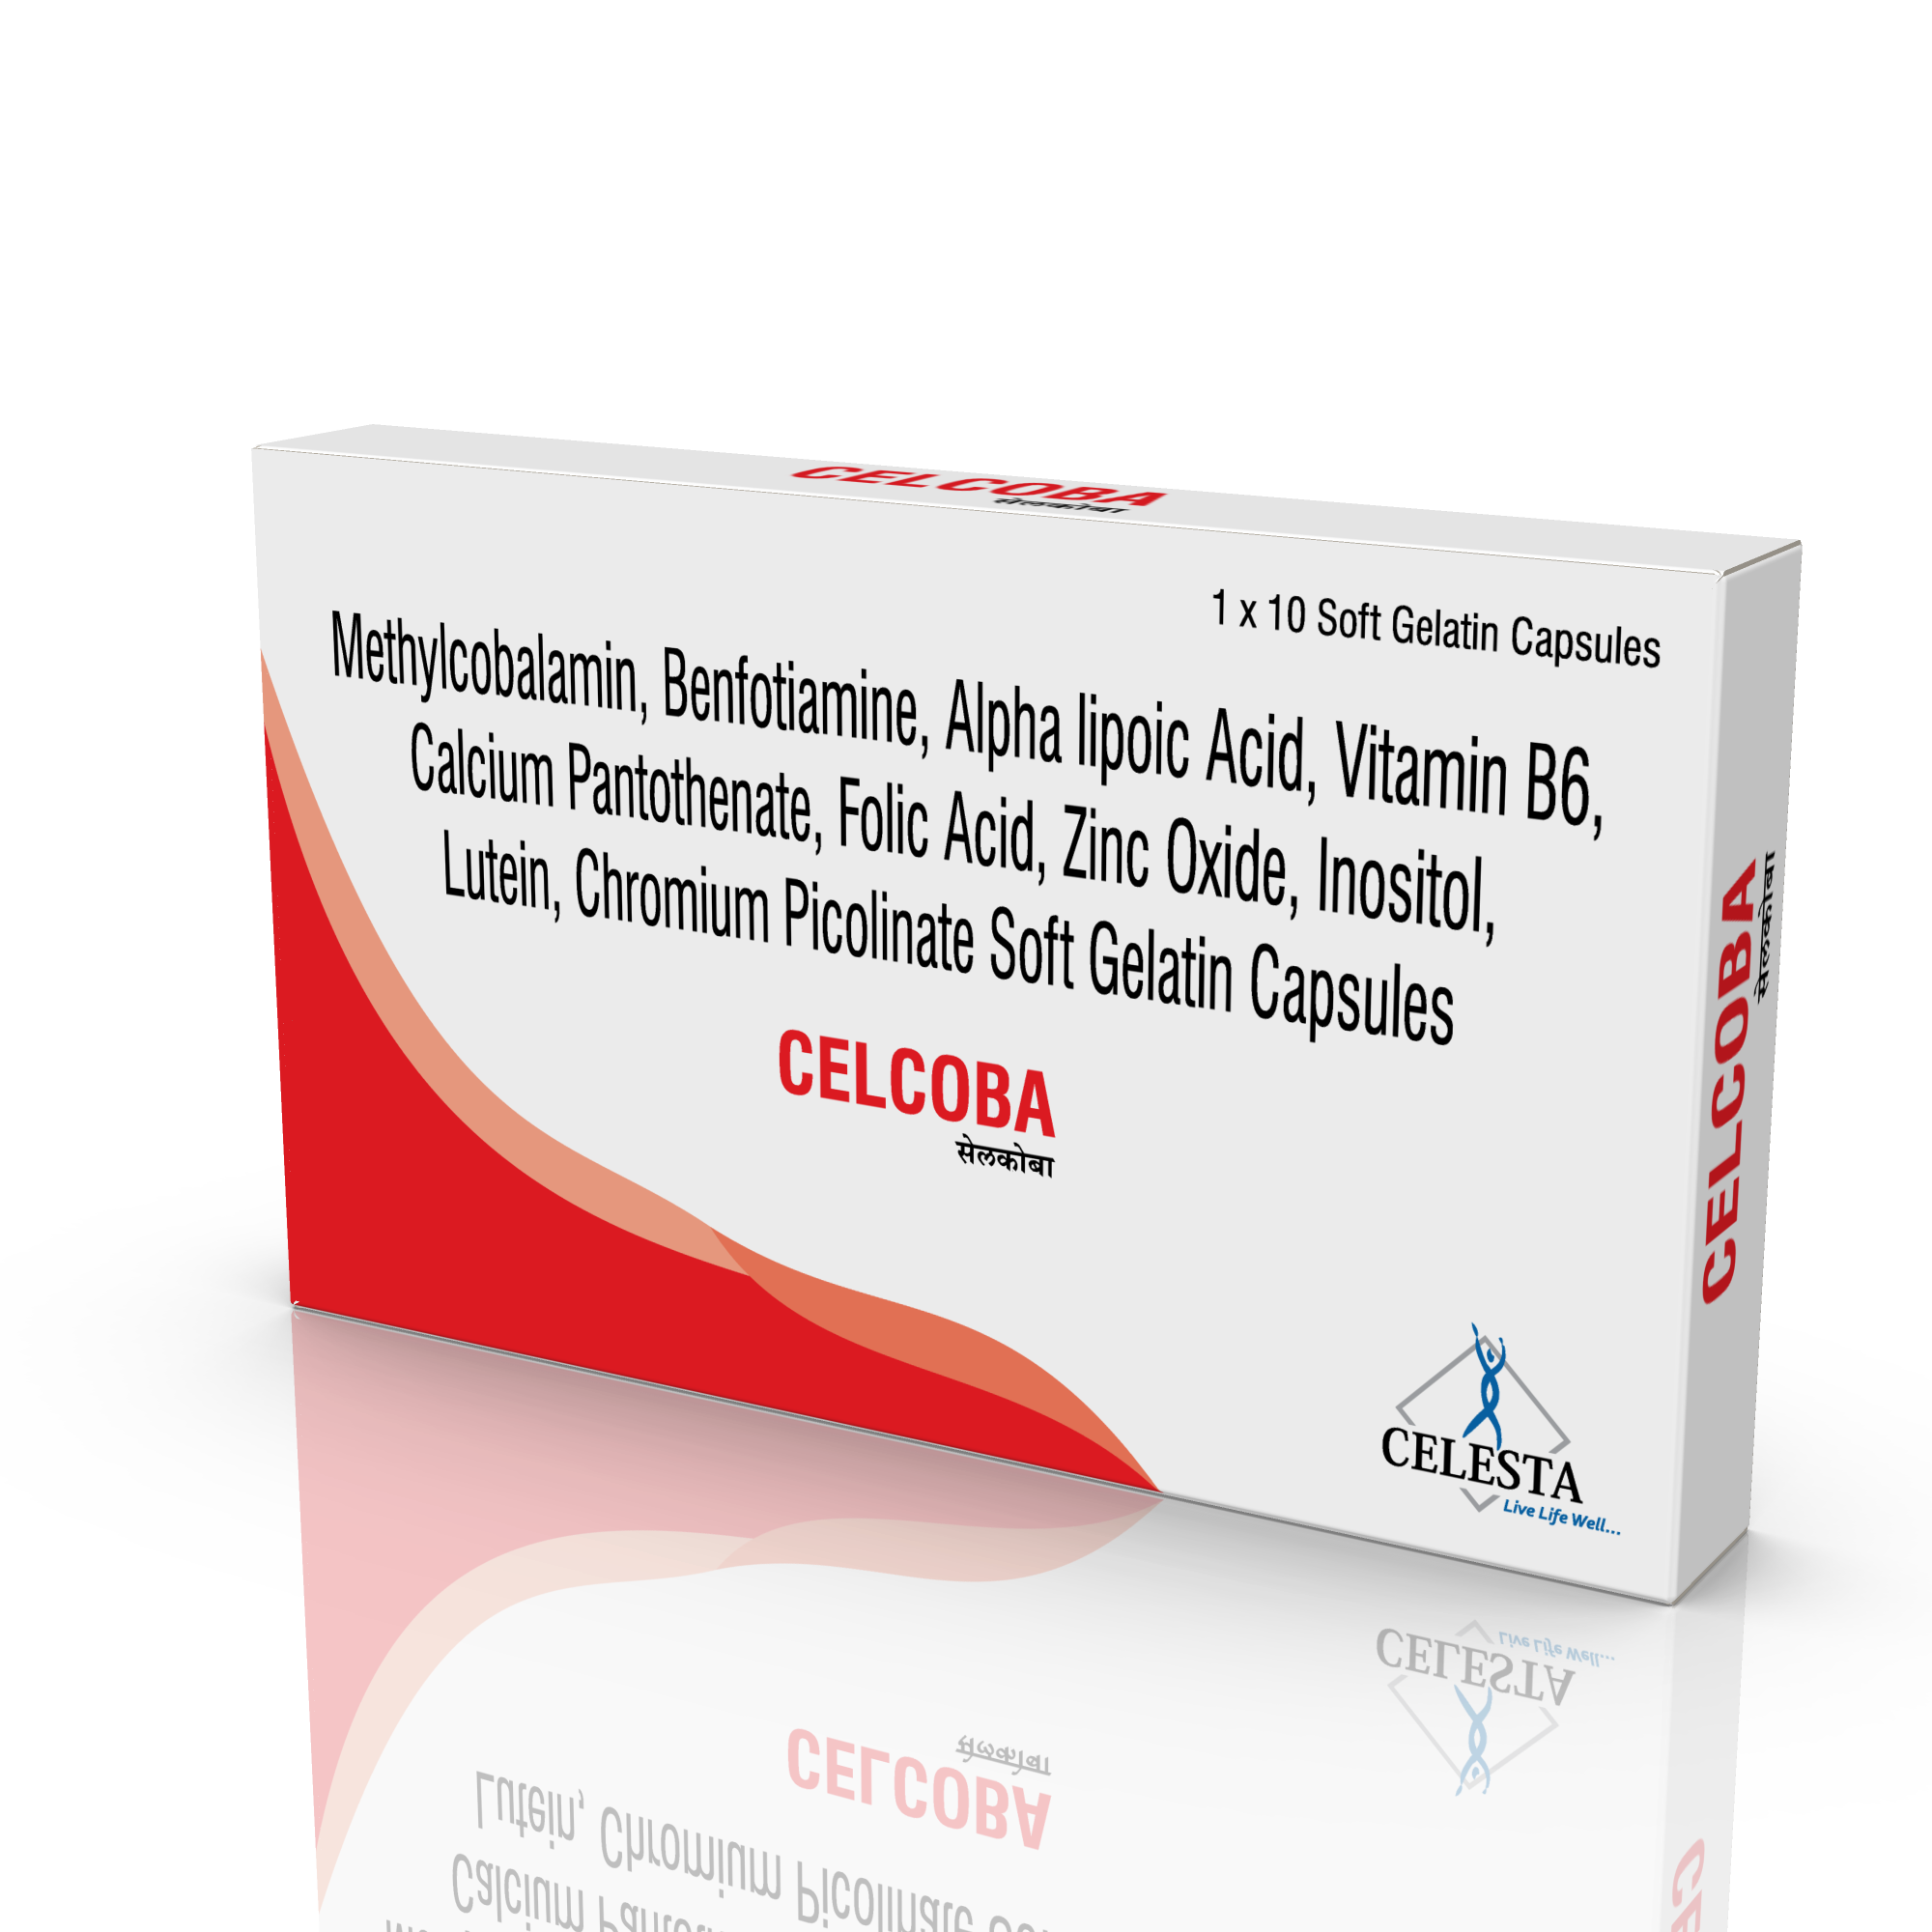 CELCOBA
सेलकोबा
1 x 10 Soft Gelatin Capsules
Methylcobalamin, Benfotiamine, Alpha lipoic Acid, Vitamin B6,
Calcium Pantothenate, Folic Acid, Zinc Oxide, Inositol,
Lutein, Chromium Picolinate Soft Gelatin Capsules
CELCOBA
सेलकोबा
CELESTA
Live Life Well...
CELCOBA
सेलकोबा